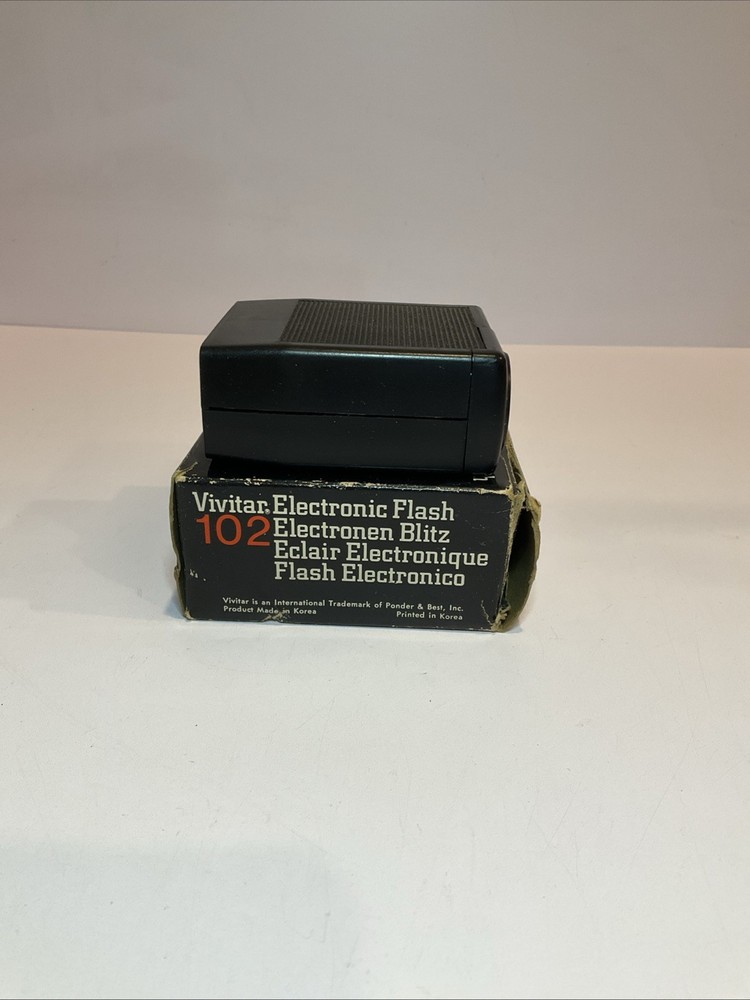 Vivitar. Electronic Flash
102 Electronen Blitz
Eclair Electronique
Flash Electronico
Vivitar is an International Trademark of Ponder & Best, Inc.
Product Made in Korea Printed in Korea